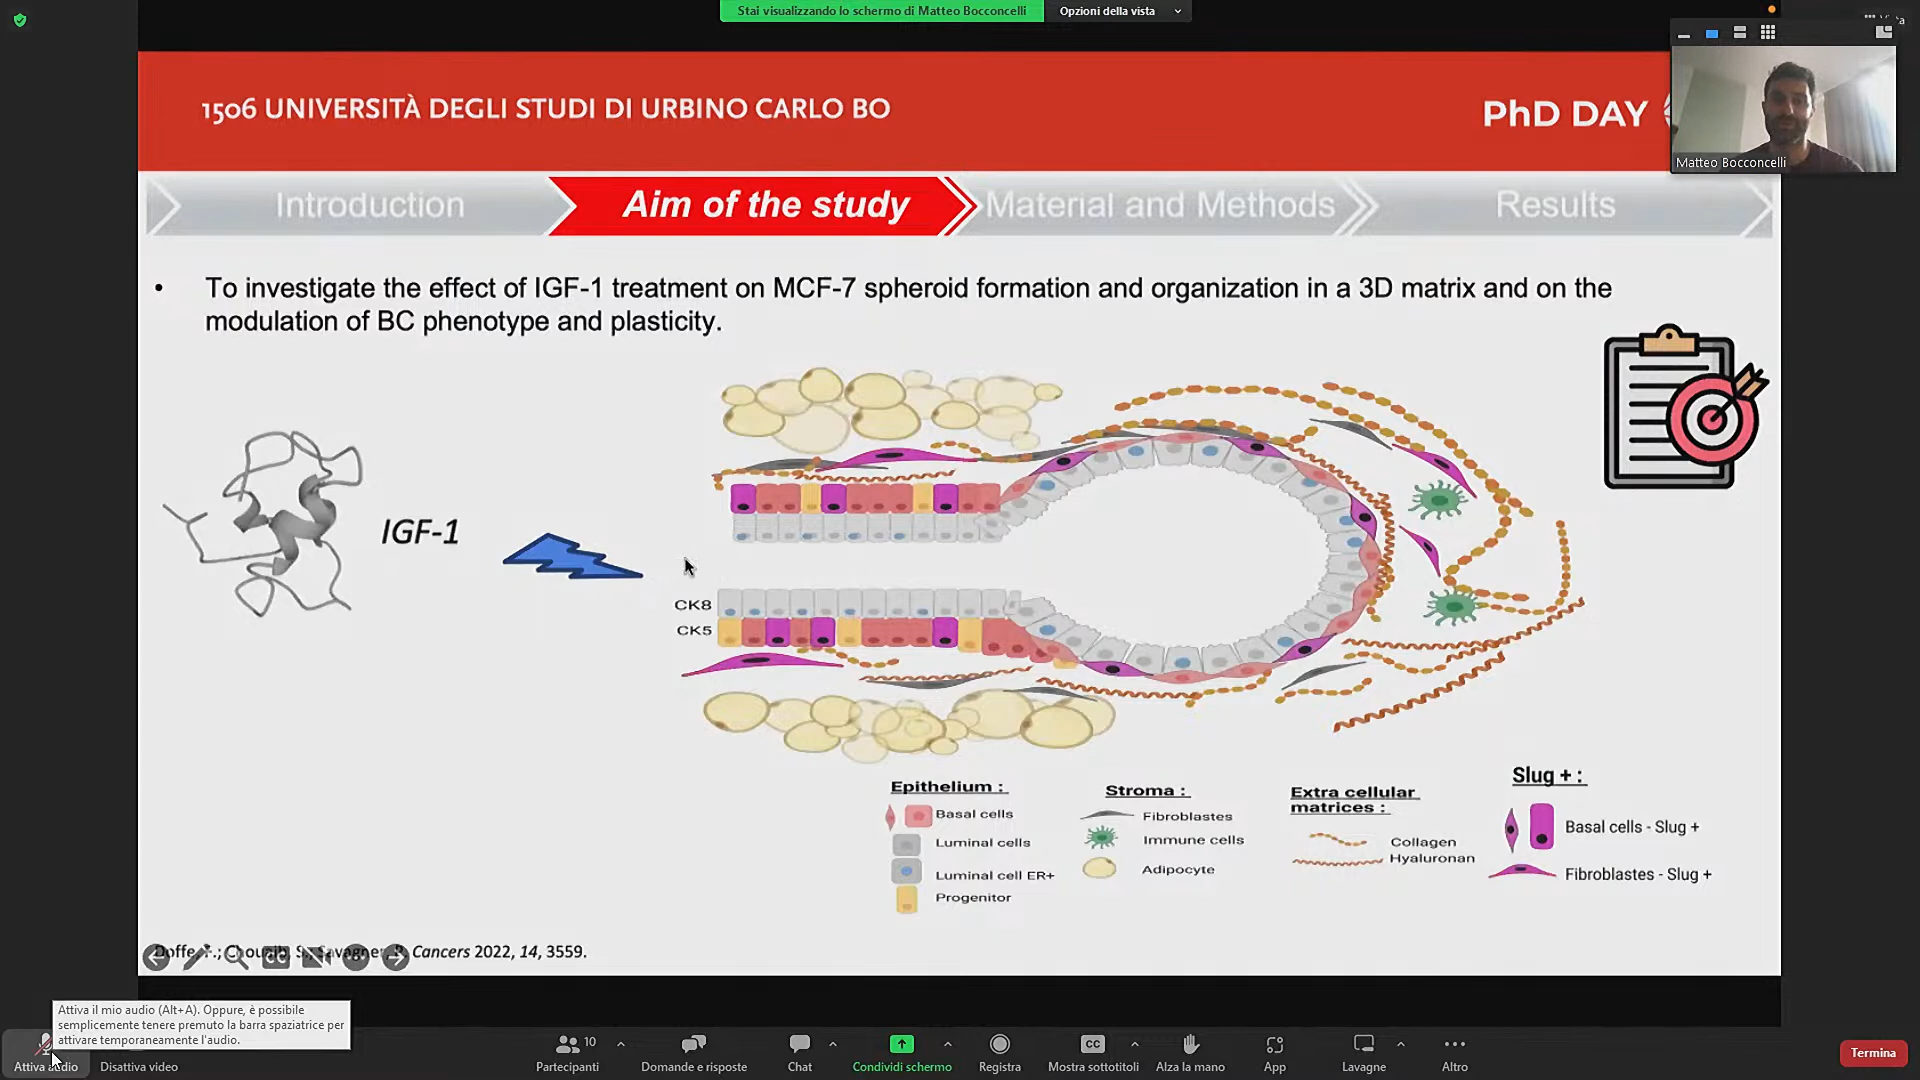 Stai visualizzando lo schermo di Matteo Bocconcelli
Opzioni della vista
1506 UNIVERSITÀ DEGLI STUDI DI URBINO CARLO BO
PhD DAY
Matteo Bocconcelli
Introduction
Aim of the study
Material and Methods
Results
• To investigate the effect of IGF-1 treatment on MCF-7 spheroid formation and organization in a 3D matrix and on the
modulation of BC phenotype and plasticity.
IGF-1
CK8
CK5
Epithelium :
Basal cells
Luminal cells
Luminal cell ER+
Progenitor
Stroma :
Fibroblastes
Immune cells
Adipocyte
Extra cellular
matrices :
Collagen
Hyaluronan
Slug + :
Basal cells - Slug +
Fibroblastes - Slug +
Cancers 2022, 14, 3559.
Attiva il mio audio (Alt+A). Oppure, è possibile
semplicemente tenere premuto la barra spaziatrice per
attivare temporaneamente l'audio.
Attiva audio
Disattiva video
Partecipanti
10
Domande e risposte
Chat
Condividi schermo
Registra
CC
Mostra sottotitoli
Alza la mano
App
Lavagne
Altro
Termina